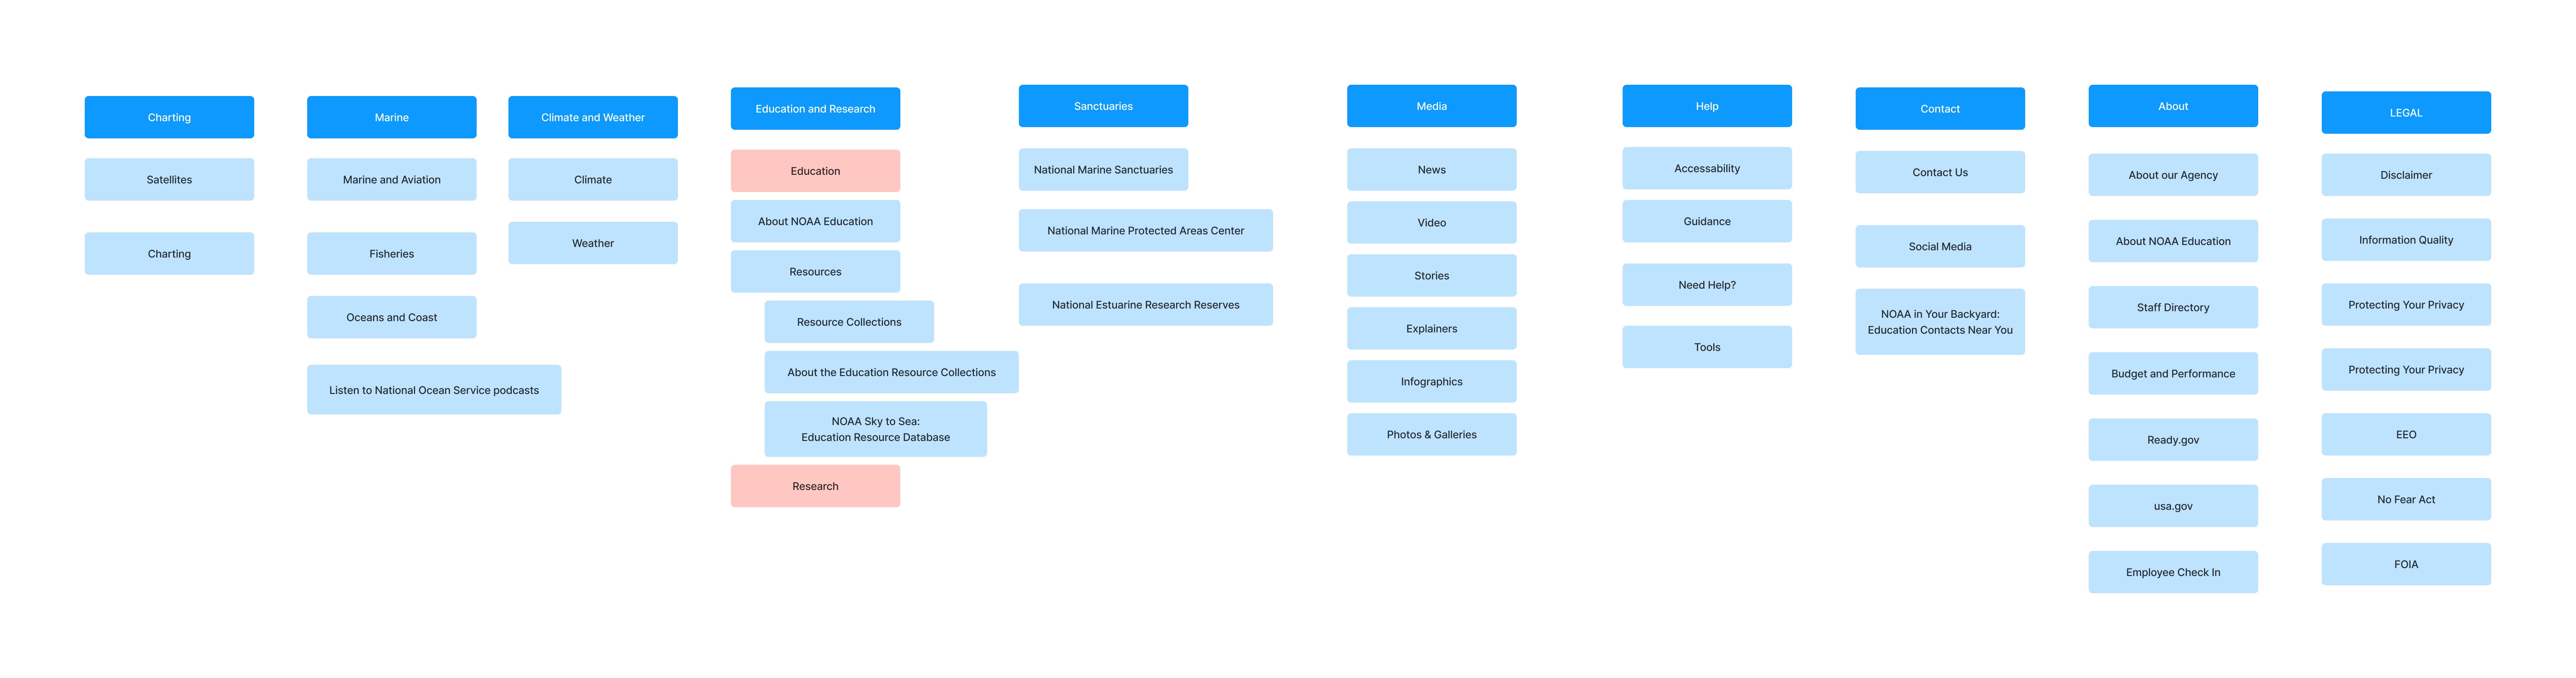 Charting
Satellites
Charting
Marine
Marine and Aviation
Fisheries
Oceans and Coast
Listen to National Ocean Service podcasts
Climate and Weather
Climate
Weather
Education and Research
Education
About NOAA Education
Resources
Resource Collections
About the Education Resource Collections
NOAA Sky to Sea:
Education Resource Database
Research
Sanctuaries
National Marine Sanctuaries
National Marine Protected Areas Center
National Estuarine Research Reserves
Media
News
Video
Stories
Explainers
Infographics
Photos & Galleries
Help
Accessability
Guidance
Need Help?
Tools
Contact
Contact Us
Social Media
NOAA in Your Backyard:
Education Contacts Near You
About
About our Agency
About NOAA Education
Staff Directory
Budget and Performance
Ready.gov
usa.gov
Employee Check In
LEGAL
Disclaimer
Information Quality
Protecting Your Privacy
Protecting Your Privacy
EEO
No Fear Act
FOIA